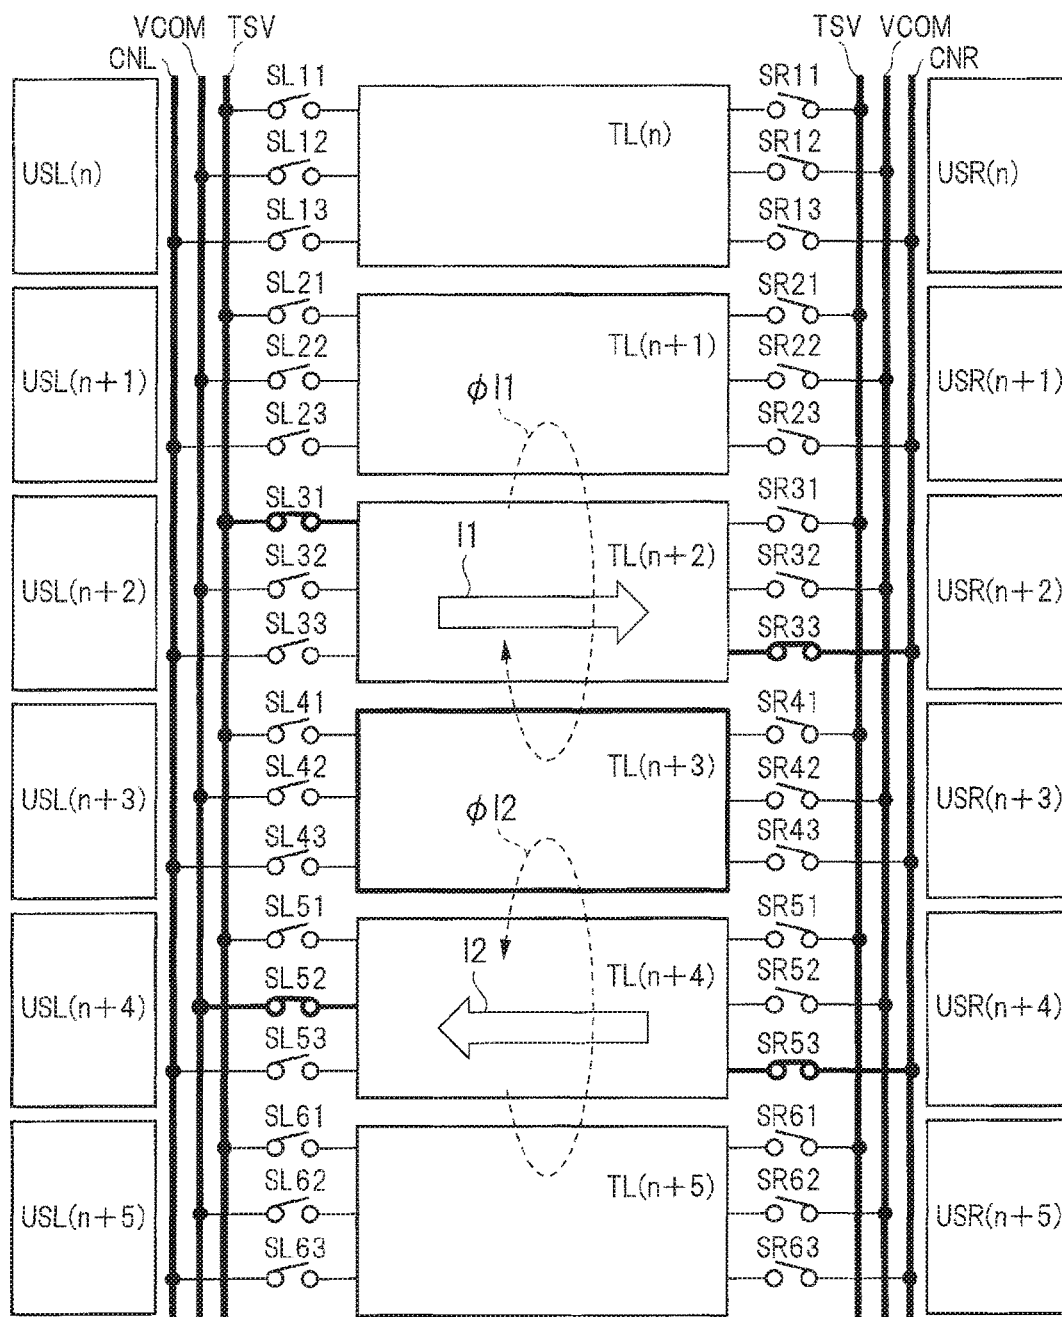 VCOM TSV TSV VCOM
CNL CNR
SL11 SR11
TL(n)
SL12 SR12
USL(n) USR(n)
SL13 SR13
SL21 SR21
TL(n+1)
SL22 SR22
USL(n+1) USR(n+1)
φI1
SL23 SR23
SL31 SR31
I1 TL(n+2)
SL32 SR32
USL(n+2) USR(n+2)
SL33 SR33
SL41 SR41
TL(n+3)
SL42 SR42
USL(n+3) USR(n+3)
φI2
SL43 SR43
SL51 SR51
I2 TL(n+4)
SL52 SR52
USL(n+4) USR(n+4)
SL53 SR53
SL61 SR61
TL(n+5)
SL62 SR62
USL(n+5) USR(n+5)
SL63 SR63